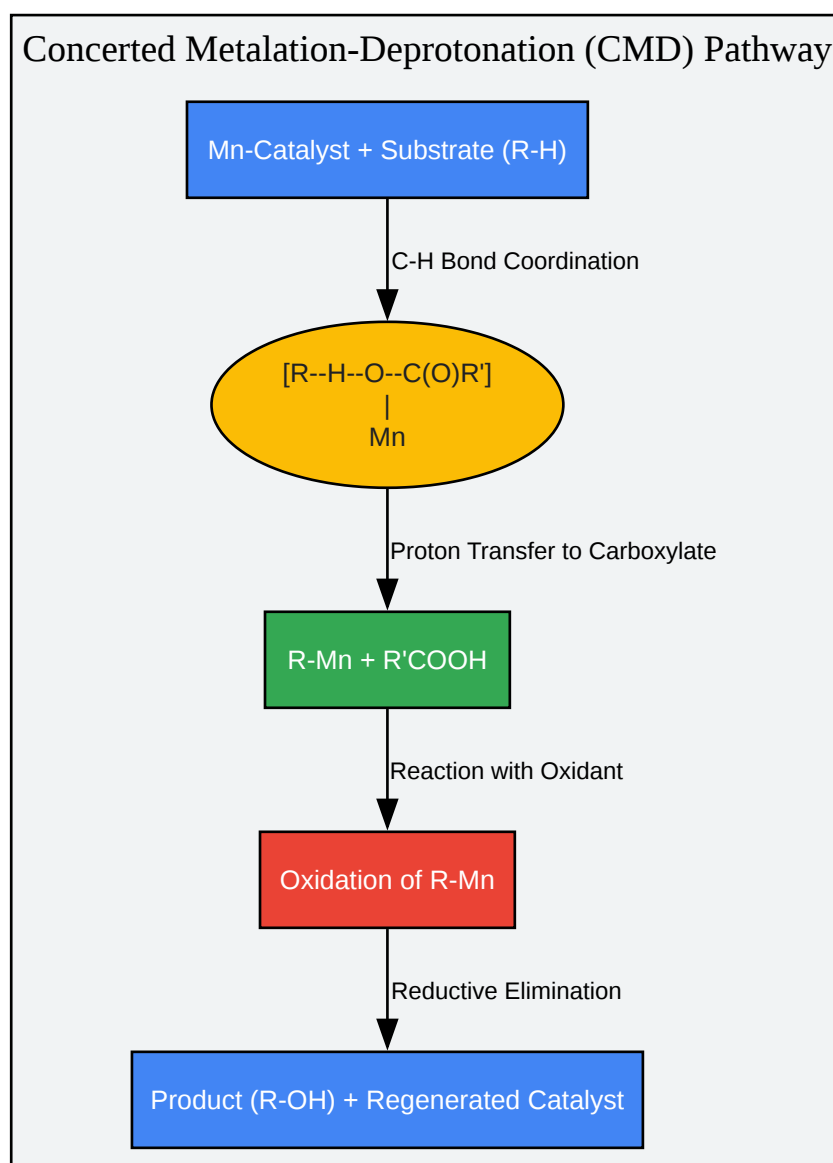 Concerted Metalation-Deprotonation (CMD) Pathway
Mn-Catalyst + Substrate (R-H)
C-H Bond Coordination
[R--H--O--C(O)R']
|
Mn
Proton Transfer to Carboxylate
R-Mn + R'COOH
Reaction with Oxidant
Oxidation of R-Mn
Reductive Elimination
Product (R-OH) + Regenerated Catalyst